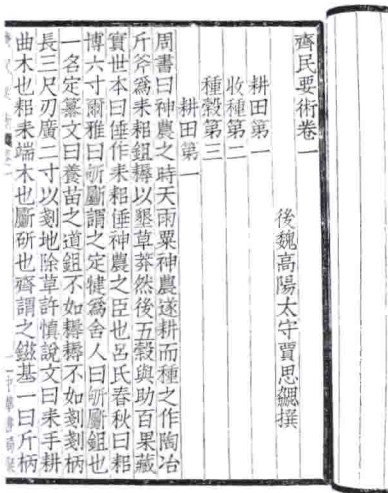 齊民要術卷一
後魏高陽太守賈思勰撰
耕田第一
收種第二
種穀第三
耕田第一
周書曰神農之時天雨粟神農遂耕而種之作陶冶
斤斧爲耒耜鉏耨以墾草莽然後五穀與助百果藏
實世本曰倕作耒耜倕神農之臣也呂氏春秋曰耜
博六寸爾雅曰斪斸謂之定犍爲舍人曰斪斸鉏也
一名定纂文曰養苗之道鉏不如耨耨不如剗剗柄
長三尺刃廣二寸以剗地除草許慎說文曰耒手耕
曲木也耜耒端木也斸斫也齊謂之鎡基一曰斤柄